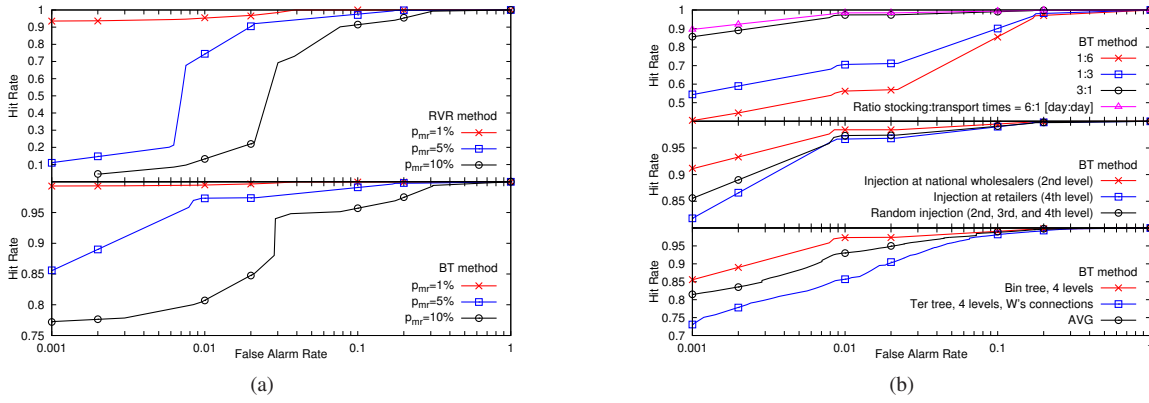 1
0.9
0.8
0.7
0.6
0.5
0.4
0.3
0.2
0.1
Hit Rate
RVR method
p_mr=1%
p_mr=5%
p_mr=10%
0.95
0.9
0.85
0.8
0.75
Hit Rate
BT method
p_mr=1%
p_mr=5%
p_mr=10%
0.001
0.01
0.1
1
False Alarm Rate
(a)
1
0.9
0.8
0.7
0.6
0.5
Hit Rate
BT method
1:6
1:3
3:1
Ratio stocking:transport times = 6:1 [day:day]
0.95
0.85
Hit Rate
BT method
Injection at national wholesalers (2nd level)
Injection at retailers (4th level)
Random injection (2nd, 3rd, and 4th level)
0.95
0.9
0.85
0.8
0.75
0.7
Hit Rate
BT method
Bin tree, 4 levels
Ter tree, 4 levels, W's connections
AVG
0.001
0.01
0.1
1
False Alarm Rate
(b)